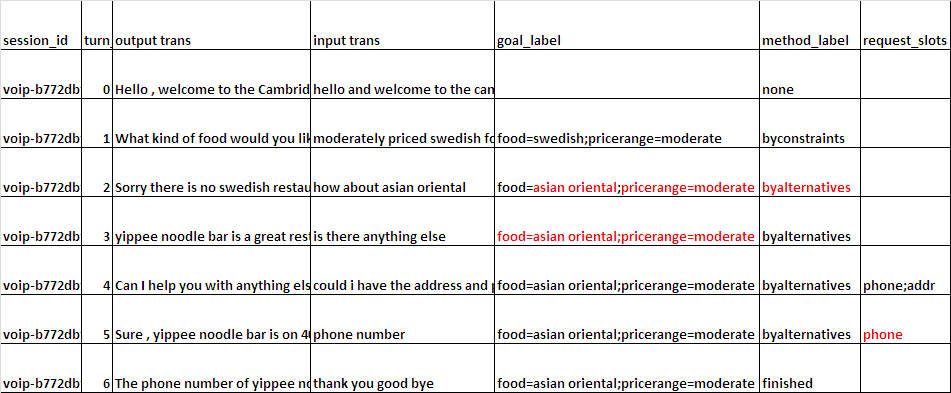 session_id turn_ output trans input trans goal_label method_label request_slots
voip-b772db 0 Hello , welcome to the Cambrid hello and welcome to the can none
voip-b772db 1 What kind of food would you lik moderately priced swedish fo food=swedish;pricerange=moderate byconstraints
voip-b772db 2 Sorry there is no swedish restau how about asian oriental food=asian oriental;pricerange=moderate byalternatives
voip-b772db 3 yippee noodle bar is a great rest is there anything else food=asian oriental;pricerange=moderate byalternatives
voip-b772db 4 Can I help you with anything els could i have the address and p food=asian oriental;pricerange=moderate byalternatives phone;addr
voip-b772db 5 Sure , yippee noodle bar is on 40 phone number food=asian oriental;pricerange=moderate byalternatives phone
voip-b772db 6 The phone number of yippee no thank you good bye food=asian oriental;pricerange=moderate finished